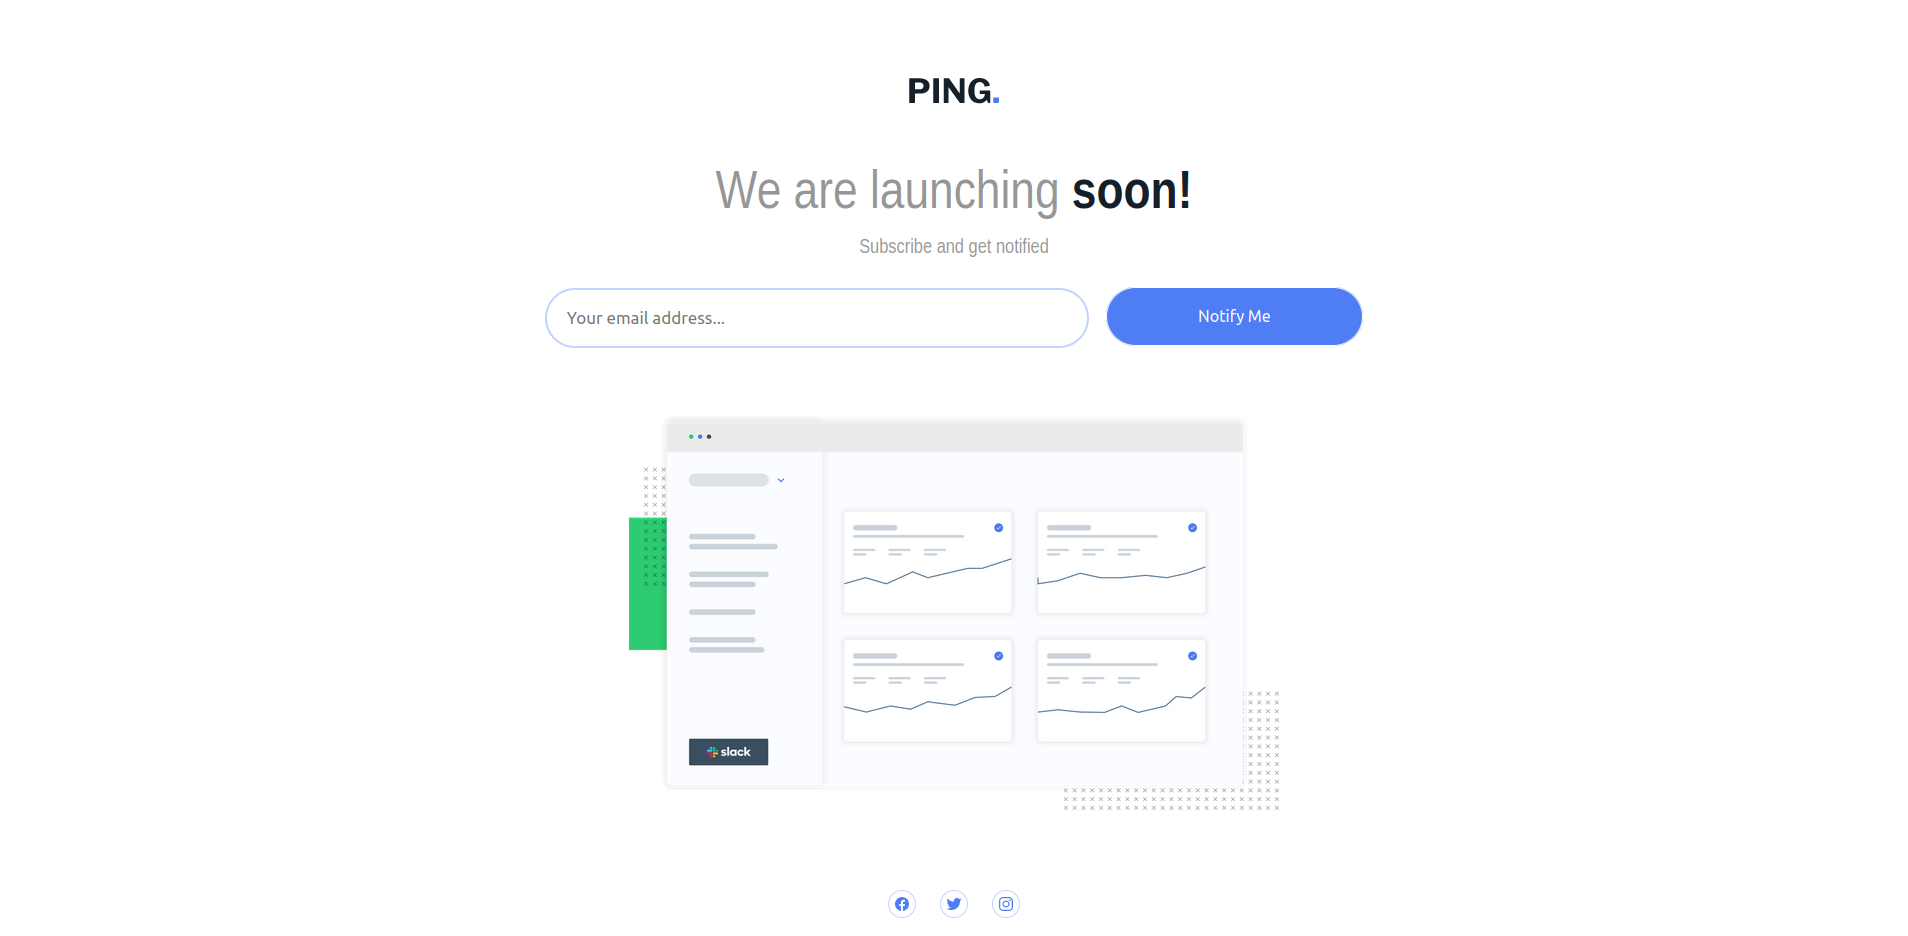 PING.
We are launching soon!
Subscribe and get notified
Your email address...
Notify Me
slack